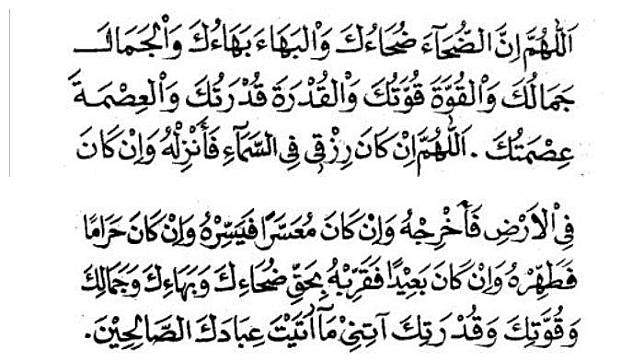 اَللّٰهُمَّ اِنَّ الضُّحَآءَ ضُحَاءُكَ وَالْبَهَاءَ بَهَاءُكَ وَالْجَمَالَ
جَمَالُكَ وَالْقُوَّةَ قُوَّتُكَ وَالْقُدْرَةَ قُدْرَتُكَ وَالْعِصْمَةَ
عِصْمَتُكَ . اَللّٰهُمَّ اِنْ كَانَ رِزْقِى فِى السَّمَآءِ فَأَنْزِلْهُ وَاِنْ كَانَ
فِى الْاَرْضِ فَأَخْرِجْهُ وَاِنْ كَانَ مُعَسَّرًا فَيَسِّرْهُ وَاِنْ كَانَ حَرَامًا
فَطَهِّرْهُ وَاِنْ كَانَ بَعِيْدًا فَقَرِّبْهُ بِحَقِّ ضُحَاءِكَ وَبَهَاءِكَ وَجَمَالِكَ
وَقُوَّتِكَ وَقُدْرَتِكَ آتِنِيْ مَآ اٰتَيْتَ عِبَادَكَ الصَّالِحِيْنَ.